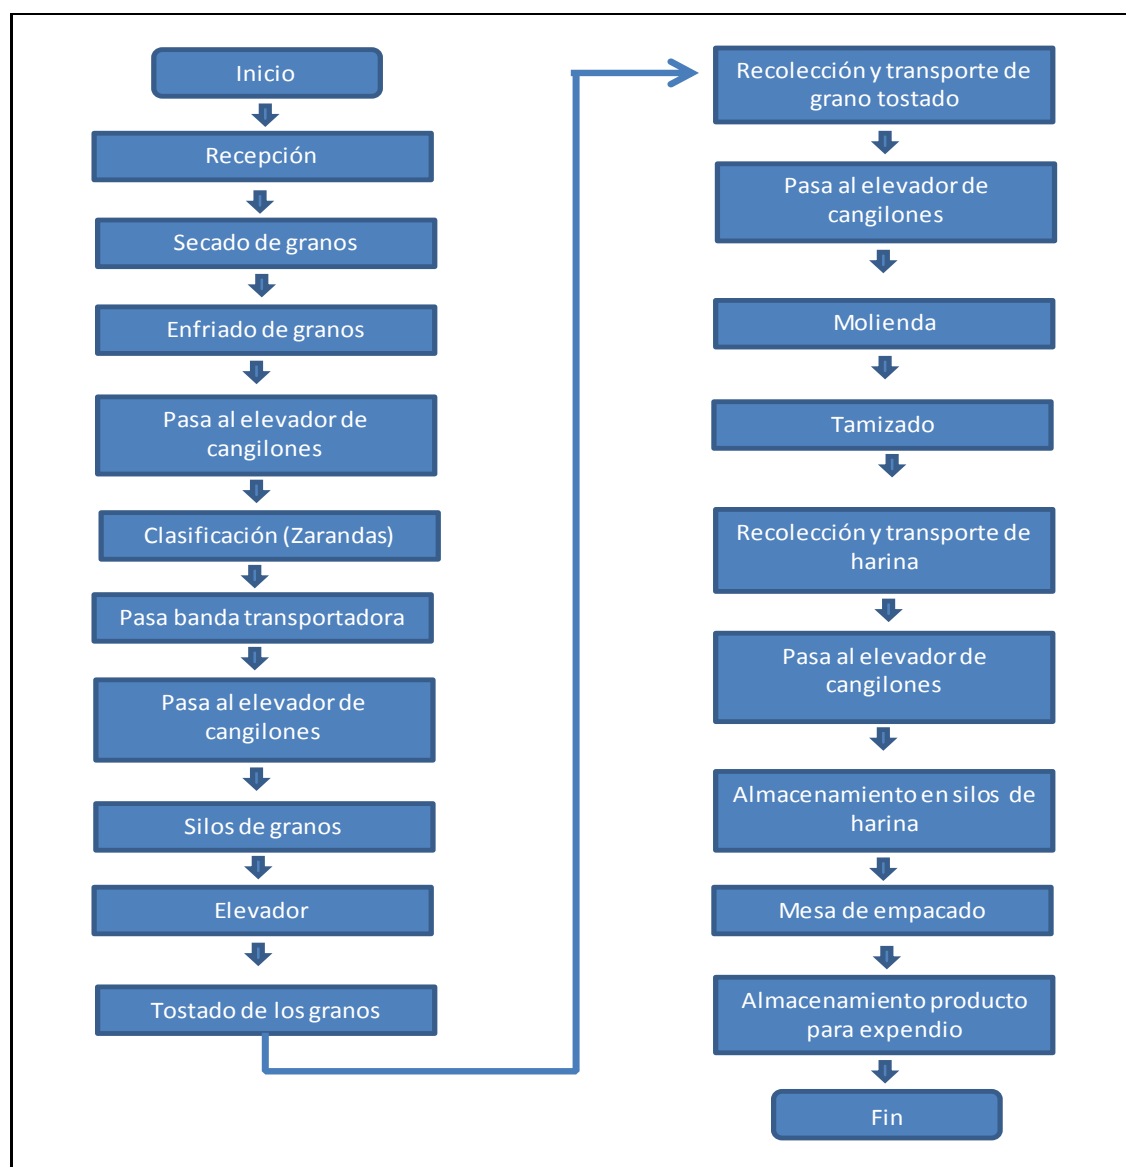 Inicio
Recepción
Secado de granos
Enfriado de granos
Pasa al elevador de
cangilones
Clasificación (Zarandas)
Pasa banda transportadora
Pasa al elevador de
cangilones
Silos de granos
Elevador
Tostado de los granos
Recolección y transporte de
grano tostado
Pasa al elevador de
cangilones
Molienda
Tamizado
Recolección y transporte de
harina
Pasa al elevador de
cangilones
Almacenamiento en silos de
harina
Mesa de empacado
Almacenamiento producto
para expendio
Fin